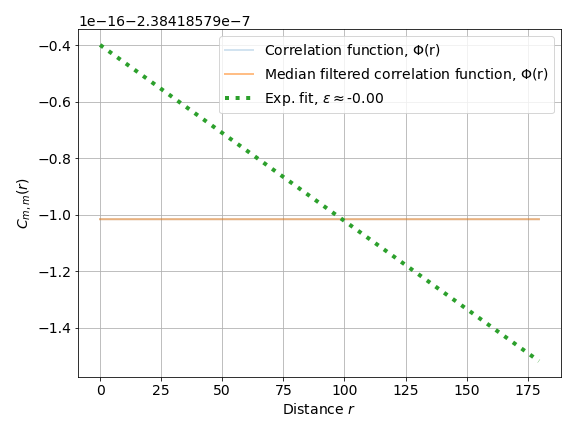 1e−16−2.38418579e−7
Correlation function, Φ(r)
Median filtered correlation function, Φ(r)
Exp. fit, ε ≈-0.00
−0.4
−0.6
−0.8
−1.0
−1.2
−1.4
C_{m, m}(r)
0 25 50 75 100 125 150 175
Distance r